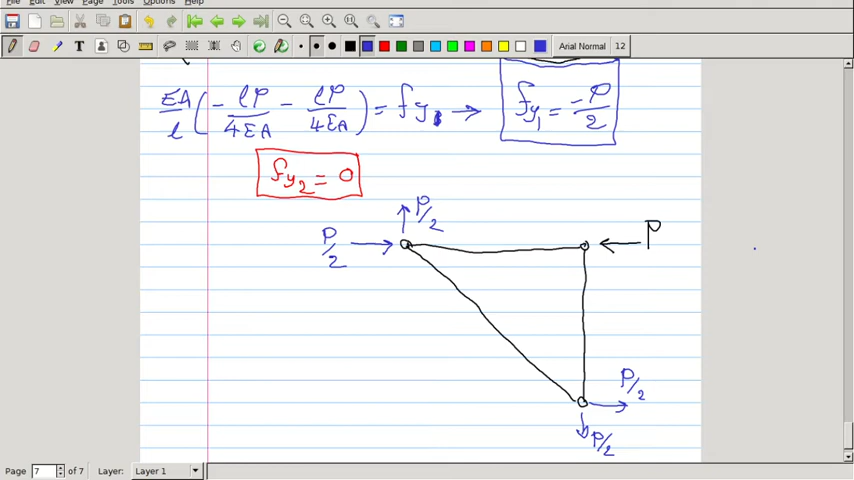 File Edit View Journal Tools Options Help
Arial Normal 12
EA/l ( - lP/4EA - lP/4EA ) = fy1 → fy1 = -P/2
fy2 = 0
P/2
P/2
P
P/2
P/2
Page 7 of 7 Layer: Layer 1